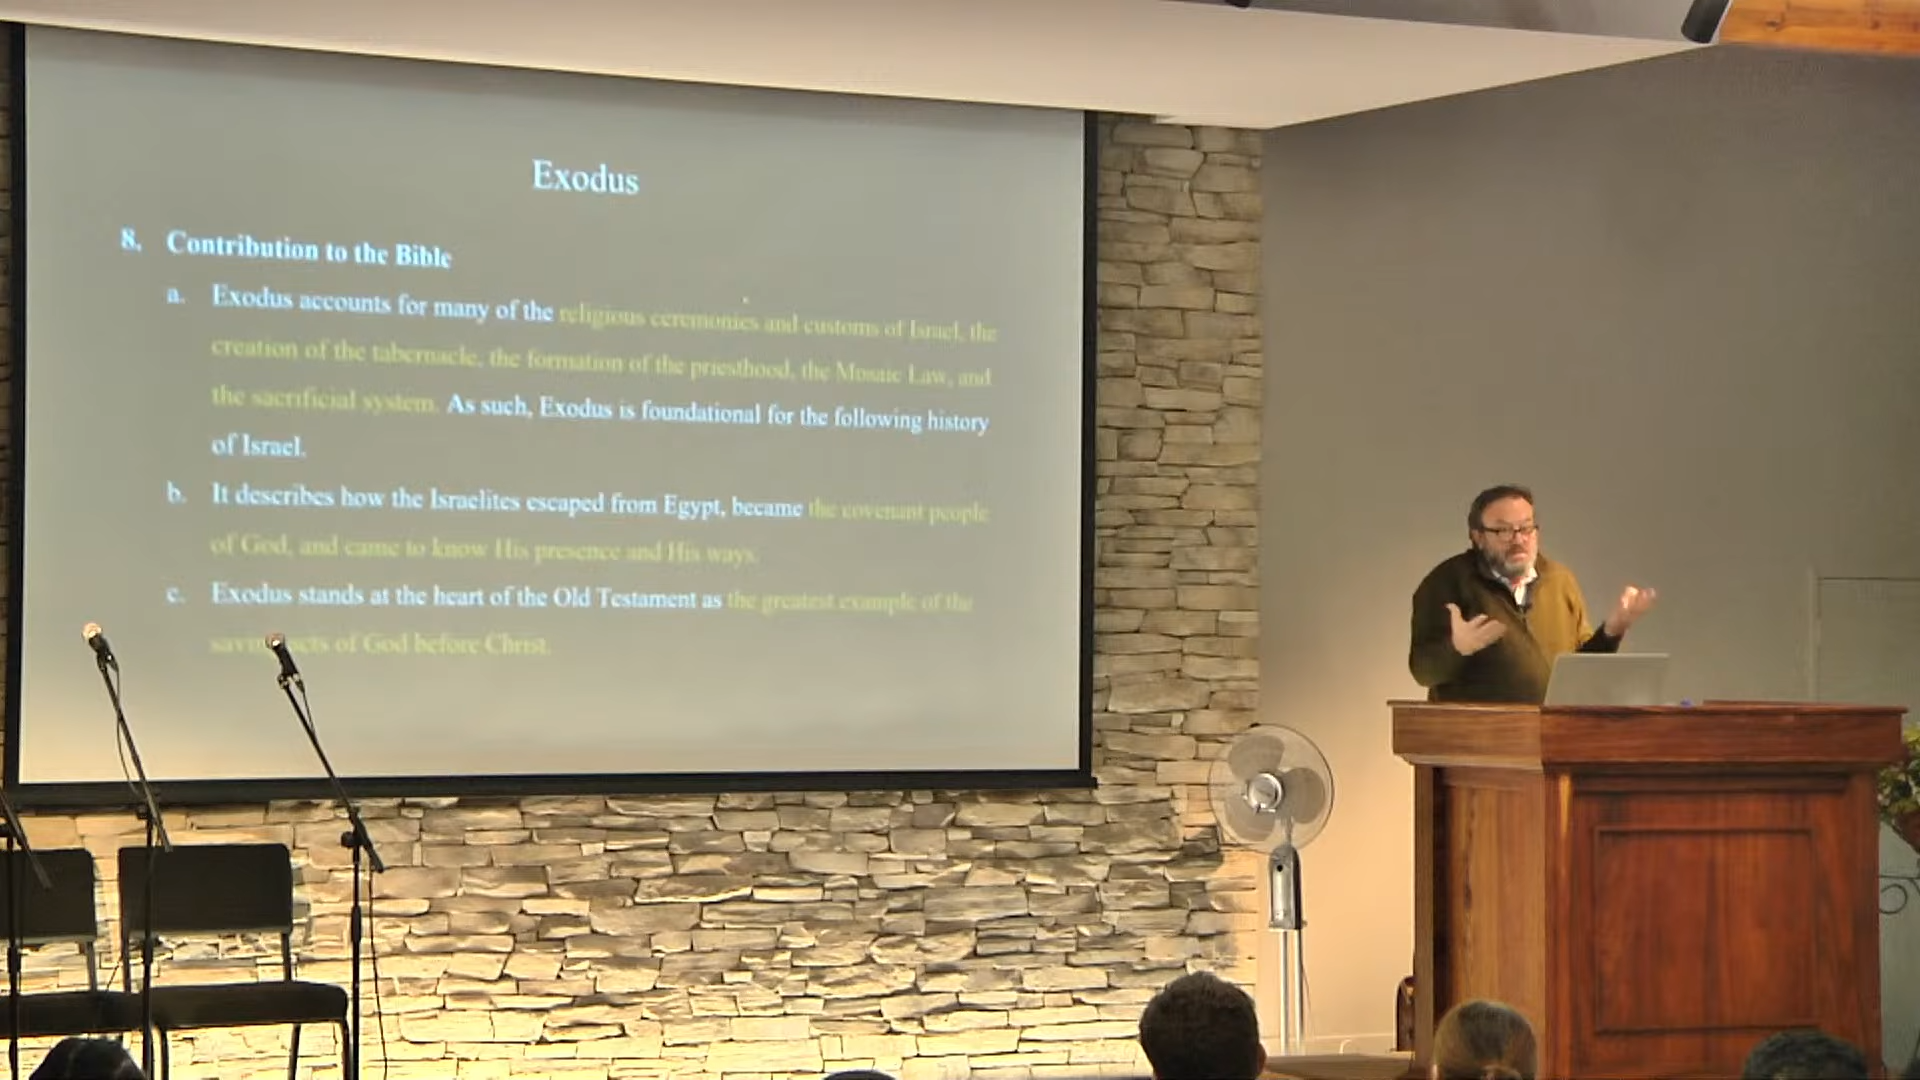 Exodus
8. Contribution to the Bible
a. Exodus accounts for many of the religious ceremonies and customs of Israel, the
creation of the tabernacle, the formation of the priesthood, the Mosaic Law, and
the sacrificial system. As such, Exodus is foundational for the following history
of Israel.
b. It describes how the Israelites escaped from Egypt, became the covenant people
of God, and came to know His presence and His ways.
c. Exodus stands at the heart of the Old Testament as the greatest example of the
saving acts of God before Christ.